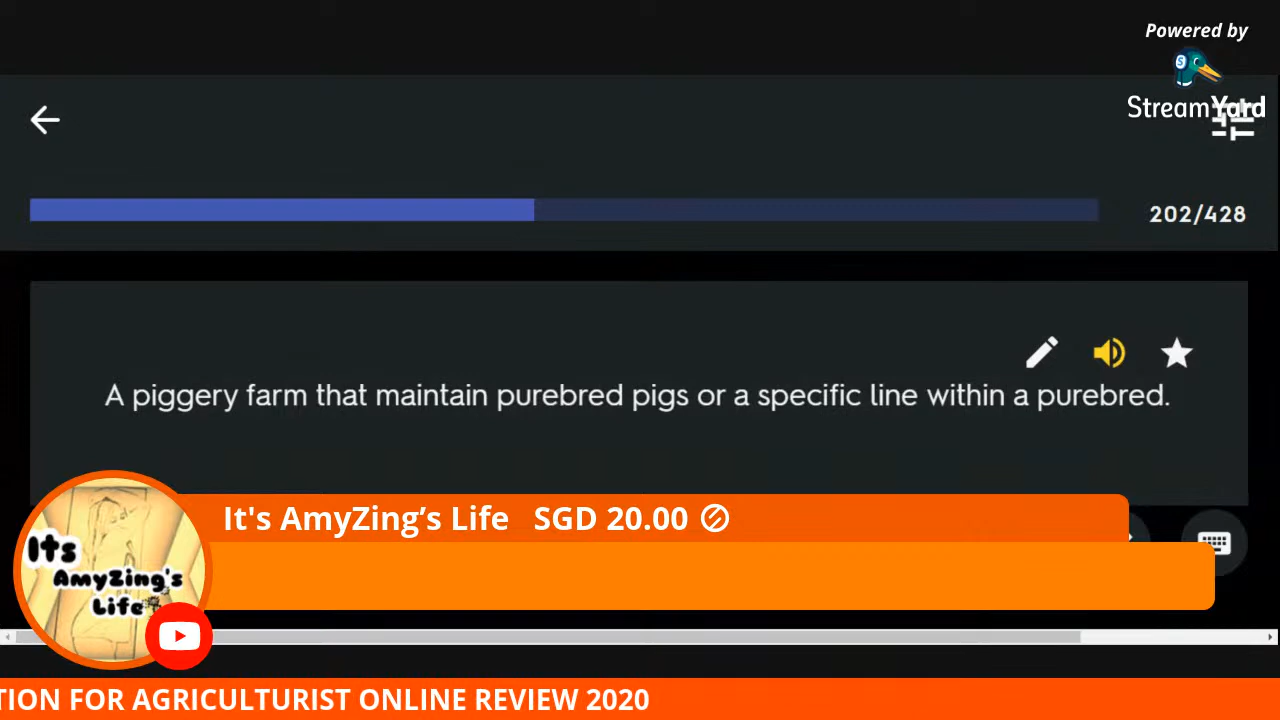 Powered by
StreamYard
202/428
A piggery farm that maintain purebred pigs or a specific line within a purebred.
It's AmyZing’s Life SGD 20.00
Its
AmyZing's
Life
TION FOR AGRICULTURIST ONLINE REVIEW 2020